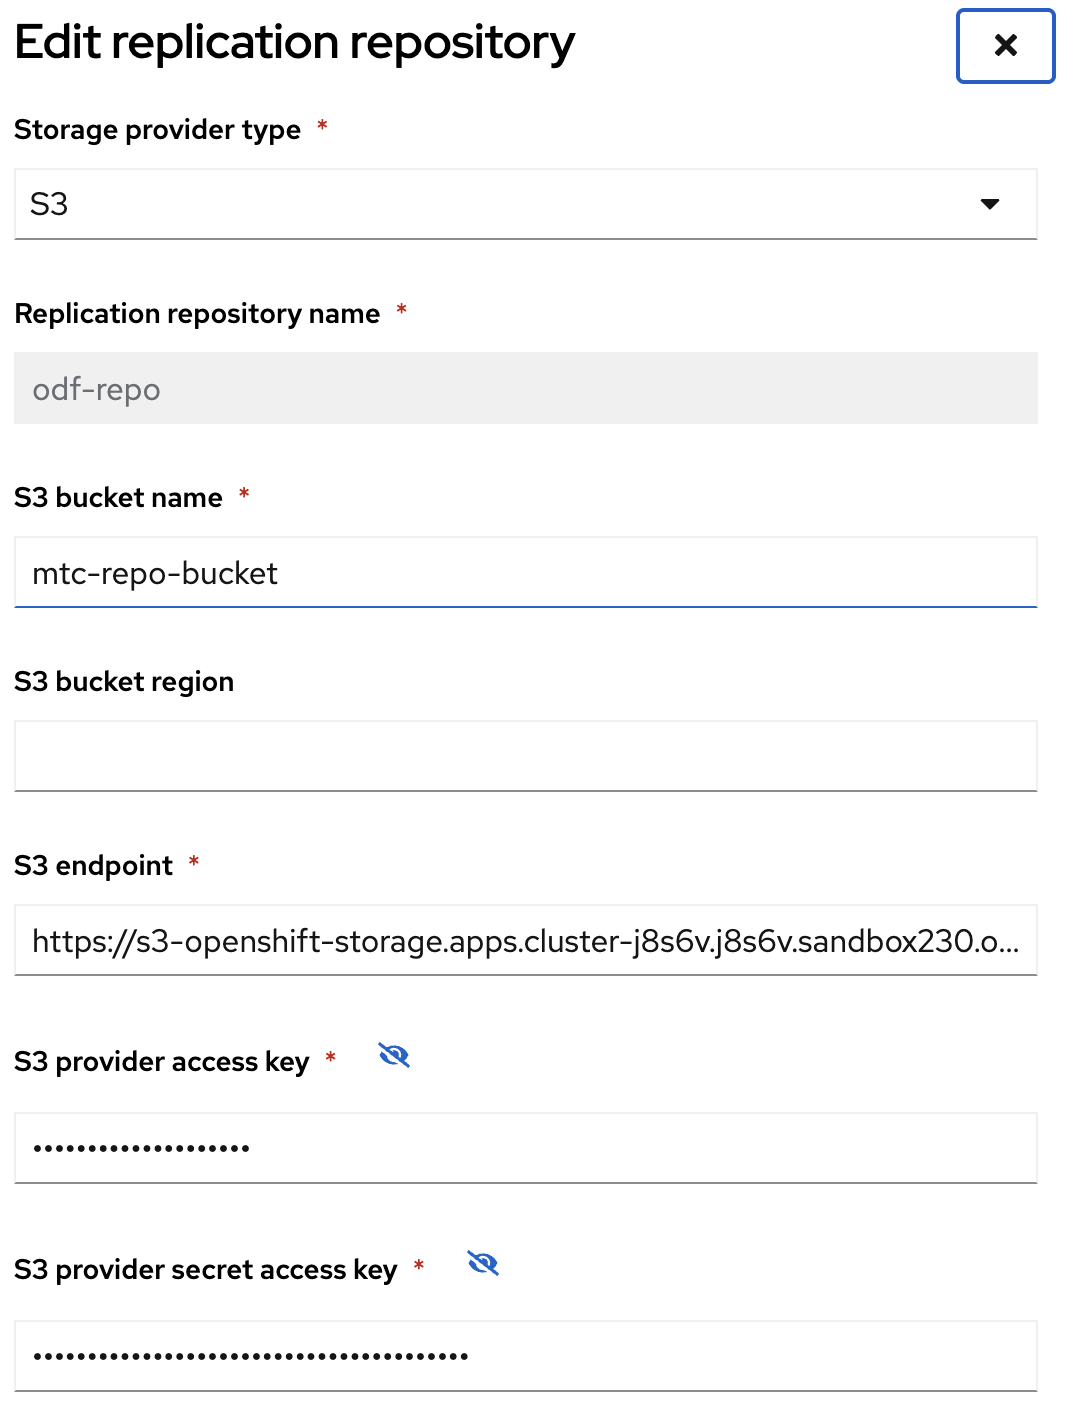 Edit replication repository
Storage provider type *
S3
Replication repository name *
odf-repo
S3 bucket name *
mtc-repo-bucket
S3 bucket region
S3 endpoint *
https://s3-openshift-storage.apps.cluster-j8s6v.j8s6v.sandbox230.o...
S3 provider access key *
••••••••••••••••••••
S3 provider secret access key *
••••••••••••••••••••••••••••••••••••••••